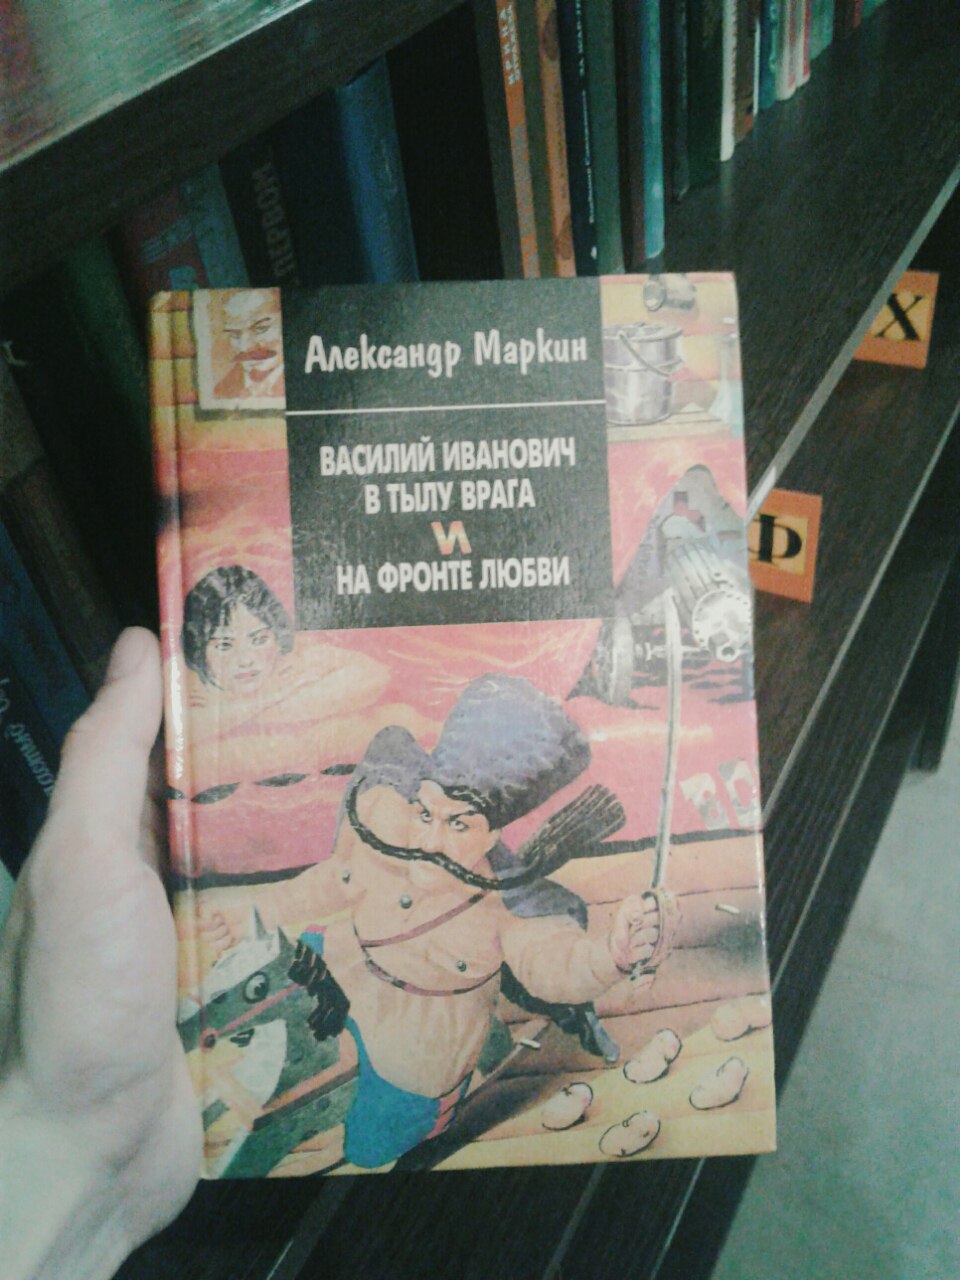 Александр Маркин
ВАСИЛИЙ ИВАНОВИЧ
В ТЫЛУ ВРАГА
И
НА ФРОНТЕ ЛЮБВИ
Х
Ф